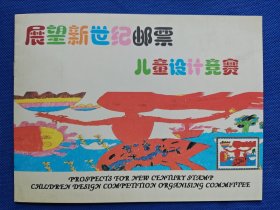 展望新世纪邮票
儿童设计竞赛
PROSPECTS FOR NEW CENTURY STAMP
CHILDREN DESIGN COMPETITION ORGANISING COMMITTEE